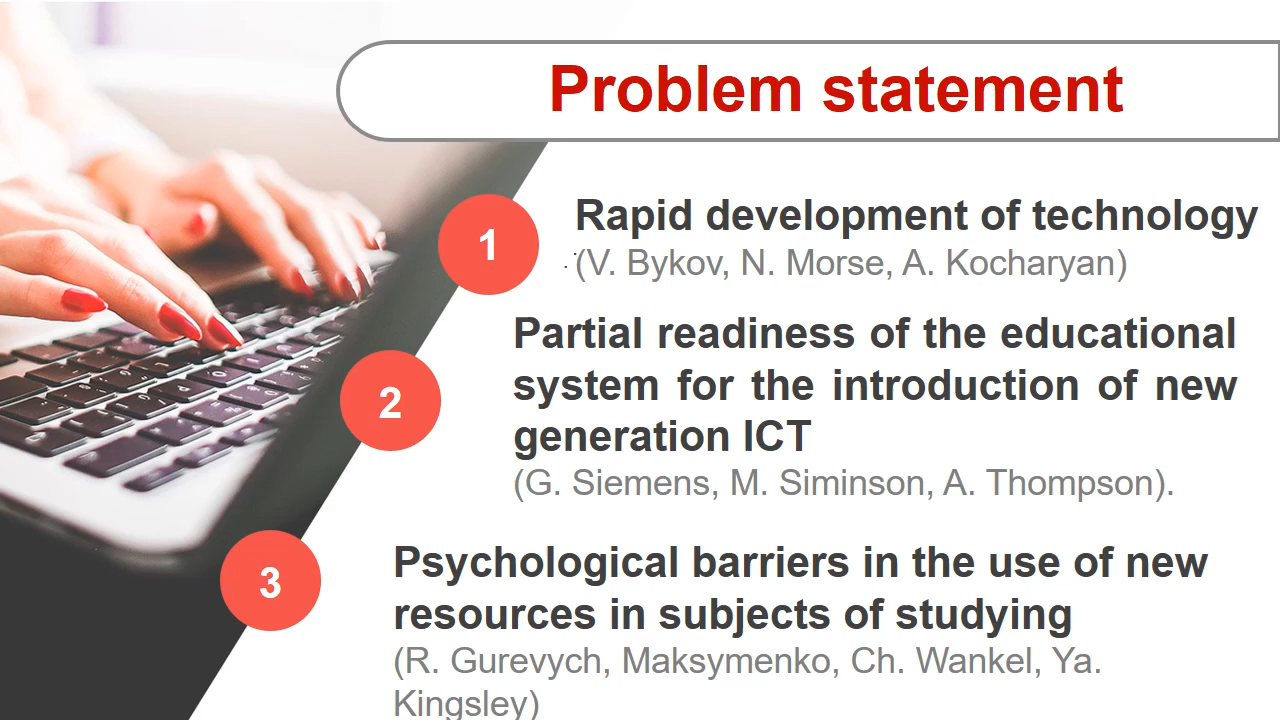 Problem statement
1
Rapid development of technology
(V. Bykov, N. Morse, A. Kocharyan)
2
Partial readiness of the educational
system for the introduction of new
generation ICT
(G. Siemens, M. Siminson, A. Thompson).
3
Psychological barriers in the use of new
resources in subjects of studying
(R. Gurevych, Maksymenko, Ch. Wankel, Ya.
Kingsley)